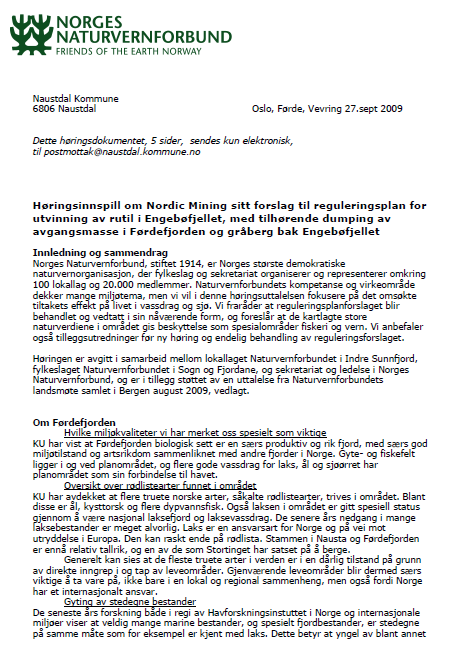 NORGES
NATURVERNFORBUND
FRIENDS OF THE EARTH NORWAY
Naustdal Kommune
6806 Naustdal Oslo, Førde, Vevring 27.sept 2009
Dette høringsdokumentet, 5 sider, sendes kun elektronisk,
til postmottak@naustdal.kommune.no
Høringsinnspill om Nordic Mining sitt forslag til reguleringsplan for
utvinning av rutil i Engebøfjellet, med tilhørende dumping av
avgangsmasse i Førdefjorden og gråberg bak Engebøfjellet
Innledning og sammendrag
Norges Naturvernforbund, stiftet 1914, er Norges største demokratiske
naturvernorganisasjon, der fylkeslag og sekretariat organiserer og representerer omkring
100 lokallag og 20.000 medlemmer. Naturvernforbundets kompetanse og virkeområde
dekker mange miljøtema, men vi vil i denne høringsuttalelsen fokusere på det omsøkte
tiltakets effekt på livet i vassdrag og sjø. Vi fraråder at reguleringsplanforslaget blir
behandlet og vedtatt i sin nåværende form, og foreslår at de kartlagte store
naturverdiene i området gis beskyttelse som spesialområder fiskeri og vern. Vi anbefaler
også tilleggsutredninger før ny høring og endelig behandling av reguleringsforslaget.
Høringen er avgitt i samarbeid mellom lokallaget Naturvernforbundet i Indre Sunnfjord,
fylkeslaget Naturvernforbundet i Sogn og Fjordane, og sekretariat og ledelse i Norges
Naturvernforbund, og er i tillegg støttet av en uttalelse fra Naturvernforbundets
landsmøte samlet i Bergen august 2009, vedlagt.
Om Førdefjorden
Hvilke miljøkvaliteter vi har merket oss spesielt som viktige
KU har vist at Førdefjorden biologisk sett er en særs produktiv og rik fjord, med særs god
miljøtilstand og artsrikdom sammenliknet med andre fjorder i Norge. Gyte- og fiskefelt
ligger i og ved planområdet, og flere gode vassdrag for laks, ål og sjøørret har
planområdet som sin forbindelse til havet.
Oversikt over rødlistearter funnet i området
KU har avdekket at flere truete norske arter, såkalte rødlistearter, trives i området. Blant
disse er ål, kysttorsk og flere dypvannsfisk. Også laksen i området er gitt spesiell status
gjennom å være nasjonal laksefjord og laksevassdrag. De senere års nedgang i mange
laksebestander er meget alvorlig. Laks er en ansvarsart for Norge og på vei mot
utryddelse i Europa. Den kan raskt ende på rødlista. Stammen i Nausta og Førdefjorden
er ennå relativ tallrik, og en av de som Stortinget har satset på å berge.
Generelt kan sies at de fleste truete arter i verden er i en dårlig tilstand på grunn
av direkte inngrep i og tap av leveområder. Gjenværende leveområder blir dermed særs
viktige å ta vare på, ikke bare i en lokal og regional sammenheng, men også fordi Norge
har et internasjonalt ansvar.
Gyting av stedegne bestander
De seneste års forskning både i regi av Havforskningsinstuttet i Norge og internasjonale
miljøer viser at veldig mange marine bestander, og spesielt fjordbestander, er stedegne
på samme måte som for eksempel er kjent med laks. Dette betyr at yngel av blant annet